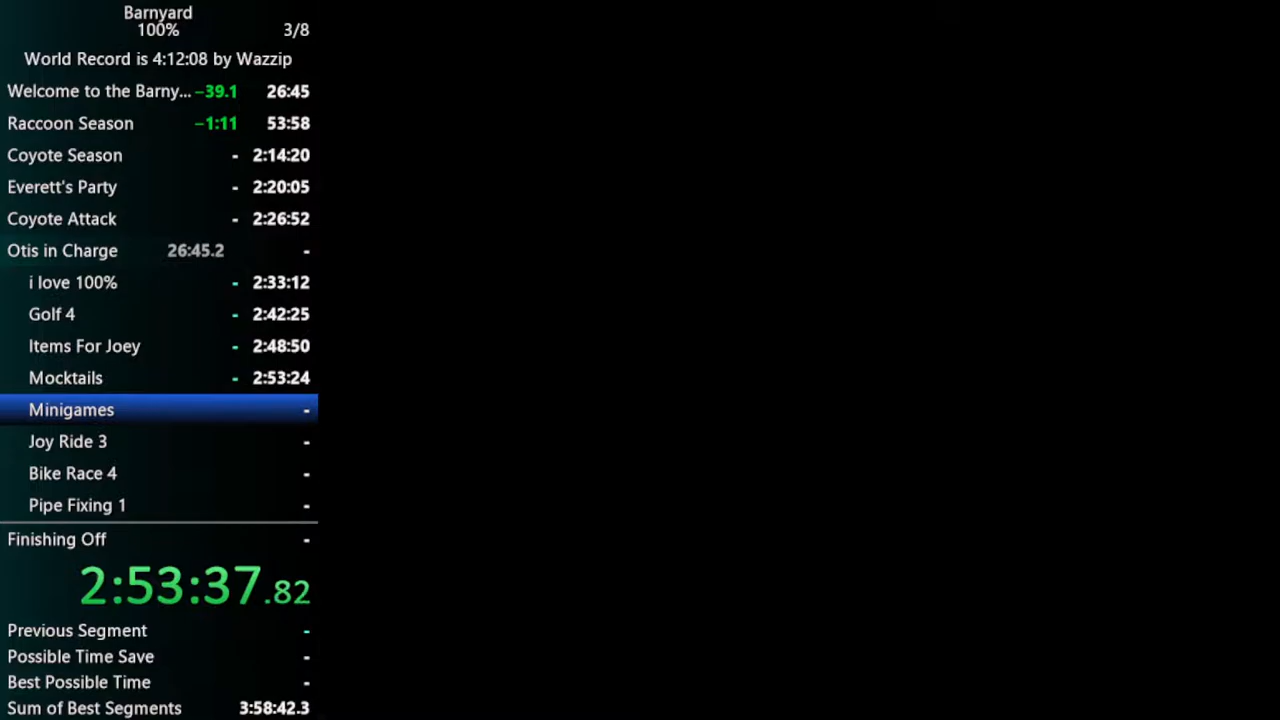 Barnyard
100% 3/8
World Record is 4:12:08 by Wazzip
Welcome to the Barny... −39.1 26:45
Raccoon Season −1:11 53:58
Coyote Season - 2:14:20
Everett's Party - 2:20:05
Coyote Attack - 2:26:52
Otis in Charge 26:45.2 -
i love 100% - 2:33:12
Golf 4 - 2:42:25
Items For Joey - 2:48:50
Mocktails - 2:53:24
Minigames -
Joy Ride 3 -
Bike Race 4 -
Pipe Fixing 1 -
Finishing Off -
2:53:37.82
Previous Segment -
Possible Time Save -
Best Possible Time -
Sum of Best Segments 3:58:42.3